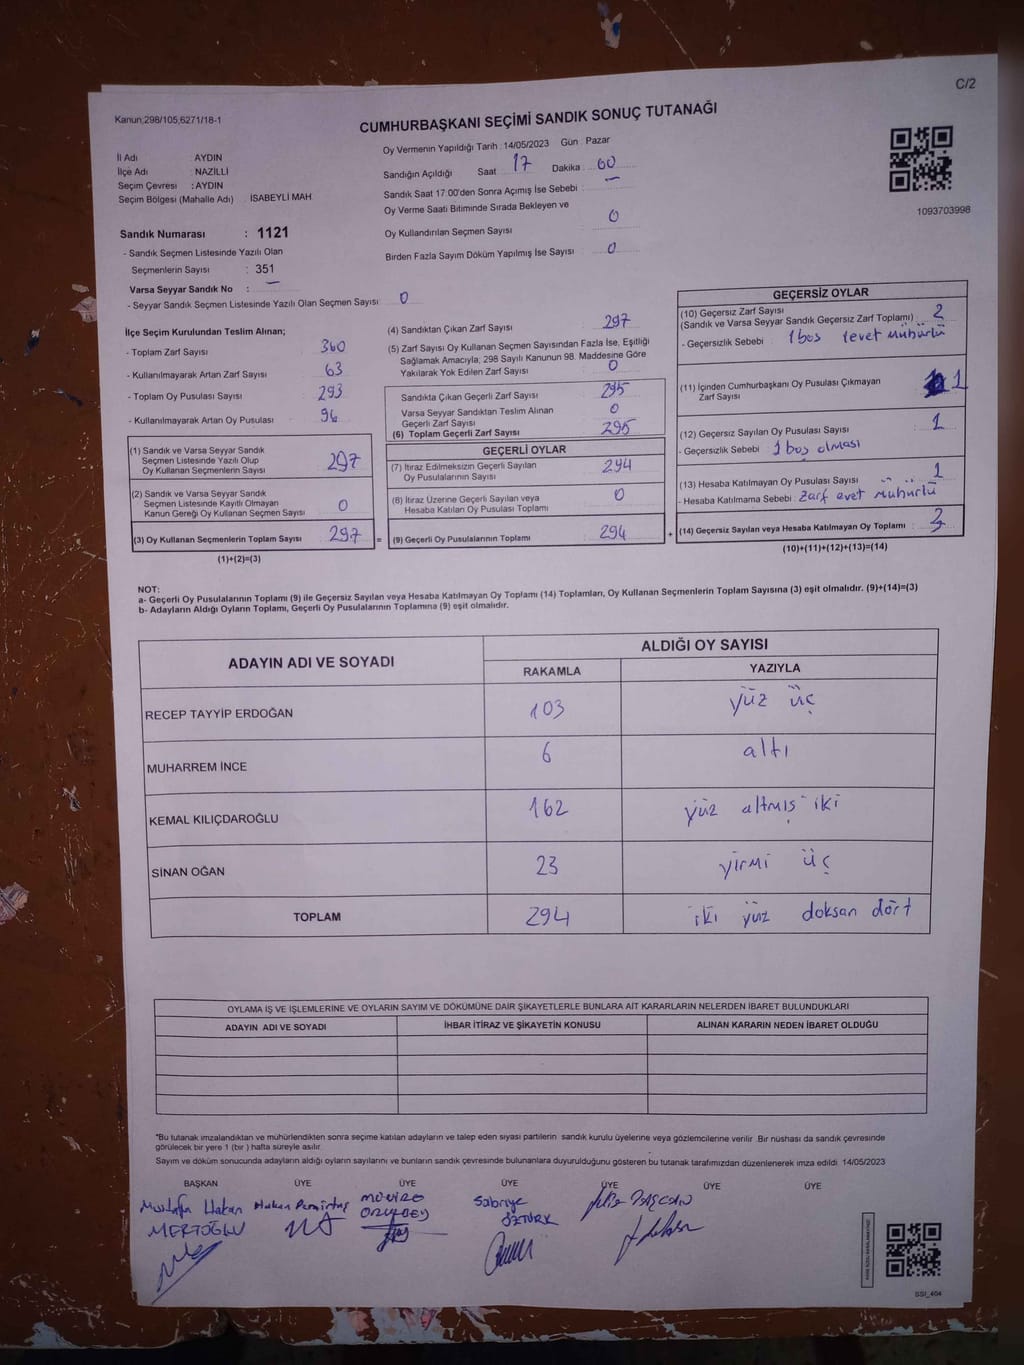 C/2
Kanun;298/105,6271/18-1
CUMHURBAŞKANI SEÇİMİ SANDIK SONUÇ TUTANAĞI
İl Adı AYDIN
İlçe Adı : NAZİLLİ
Seçim Çevresi : AYDIN
Seçim Bölgesi (Mahalle Adı) İSABEYLİ MAH
Oy Vermenin Yapıldığı Tarih : 14/05/2023 Gün : Pazar
Sandığın Açıldığı Saat 17 Dakika : 00
Sandık Saat 17:00'den Sonra Açımış İse Sebebi : —
Oy Verme Saati Bitiminde Sırada Bekleyen ve
Oy Kullandırılan Seçmen Sayısı 0
Birden Fazla Sayım Döküm Yapılmış İse Sayısı 0
1093703998
Sandık Numarası : 1121
- Sandık Seçmen Listesinde Yazılı Olan
Seçmenlerin Sayısı : 351
Varsa Seyyar Sandık No : —
- Seyyar Sandık Seçmen Listesinde Yazılı Olan Seçmen Sayısı 0
İlçe Seçim Kurulundan Teslim Alınan;
- Toplam Zarf Sayısı 360
- Kullanılmayarak Artan Zarf Sayısı 63
- Toplam Oy Pusulası Sayısı 293
- Kullanılmayarak Artan Oy Pusulası 96
(1) Sandık ve Varsa Seyyar Sandık
Seçmen Listesinde Yazılı Olup
Oy Kullanan Seçmenlerin Sayısı 297
(2) Sandık ve Varsa Seyyar Sandık
Seçmen Listesinde Kayıtlı Olmayan
Kanun Gereği Oy Kullanan Seçmen Sayısı 0
(3) Oy Kullanan Seçmenlerin Toplam Sayısı 297 =
(1)+(2)=(3)
(4) Sandıktan Çıkan Zarf Sayısı 297
(5) Zarf Sayısı Oy Kullanan Seçmen Sayısından Fazla İse, Eşitliği
Sağlamak Amacıyla; 298 Sayılı Kanunun 98. Maddesine Göre
Yakılarak Yok Edilen Zarf Sayısı 0
Sandıkta Çıkan Geçerli Zarf Sayısı 295
Varsa Seyyar Sandıktan Teslim Alınan
Geçerli Zarf Sayısı 0
(6) Toplam Geçerli Zarf Sayısı 295
GEÇERLİ OYLAR
(7) İtiraz Edilmeksizin Geçerli Sayılan
Oy Pusulalarının Sayısı 294
(8) İtiraz Üzerine Geçerli Sayılan veya
Hesaba Katılan Oy Pusulası Toplamı 0
(9) Geçerli Oy Pusulalarının Toplamı 294 +
GEÇERSİZ OYLAR
(10) Geçersiz Zarf Sayısı
(Sandık ve Varsa Seyyar Sandık Geçersiz Zarf Toplamı) 2
- Geçersizlik Sebebi : 1 boş 1 evet mühürlü
(11) İçinden Cumhurbaşkanı Oy Pusulası Çıkmayan
Zarf Sayısı 1
(12) Geçersiz Sayılan Oy Pusulası Sayısı 1
- Geçersizlik Sebebi : 1 boş olması
(13) Hesaba Katılmayan Oy Pusulası Sayısı 1
- Hesaba Katılmama Sebebi : Zarf evet mühürlü
(14) Geçersiz Sayılan veya Hesaba Katılmayan Oy Toplamı 3
(10)+(11)+(12)+(13)=(14)
NOT:
a- Geçerli Oy Pusulalarının Toplamı (9) ile Geçersiz Sayılan veya Hesaba Katılmayan Oy Toplamı (14) Toplamları, Oy Kullanan Seçmenlerin Toplam Sayısına (3) eşit olmalıdır. (9)+(14)=(3)
b- Adayların Aldığı Oyların Toplamı, Geçerli Oy Pusulalarının Toplamına (9) eşit olmalıdır.
ADAYIN ADI VE SOYADI ALDIĞI OY SAYISI
RAKAMLA YAZIYLA
RECEP TAYYİP ERDOĞAN 103 yüz üç
MUHARREM İNCE 6 altı
KEMAL KILIÇDAROĞLU 162 yüz altmış iki
SİNAN OĞAN 23 yirmi üç
TOPLAM 294 iki yüz doksan dört
OYLAMA İŞ VE İŞLEMLERİNE VE OYLARIN SAYIM VE DÖKÜMÜNE DAİR ŞİKAYETLERLE BUNLARA AİT KARARLARIN NELERDEN İBARET BULUNDUKLARI
ADAYIN ADI VE SOYADI İHBAR İTİRAZ VE ŞİKAYETİN KONUSU ALINAN KARARIN NEDEN İBARET OLDUĞU
*Bu tutanak imzalandıktan ve mühürlendikten sonra seçime katılan adayların ve talep eden siyasi partilerin sandık kurulu üyelerine veya gözlemcilerine verilir. Bir nüshası da sandık çevresinde
görülecek bir yere 1 (bir ) hafta süreyle asılır.
Sayım ve döküm sonucunda adayların aldığı oyların sayılarını ve bunların sandık çevresinde bulunanlara duyurulduğunu gösteren bu tutanak tarafımızdan düzenlenerek imza edildi. 14/05/2023
BAŞKAN ÜYE ÜYE ÜYE ÜYE ÜYE ÜYE
Mustafa Hakan Hakan
MERTOĞLU
Sabriye
ÖZTÜRK
SSI_404